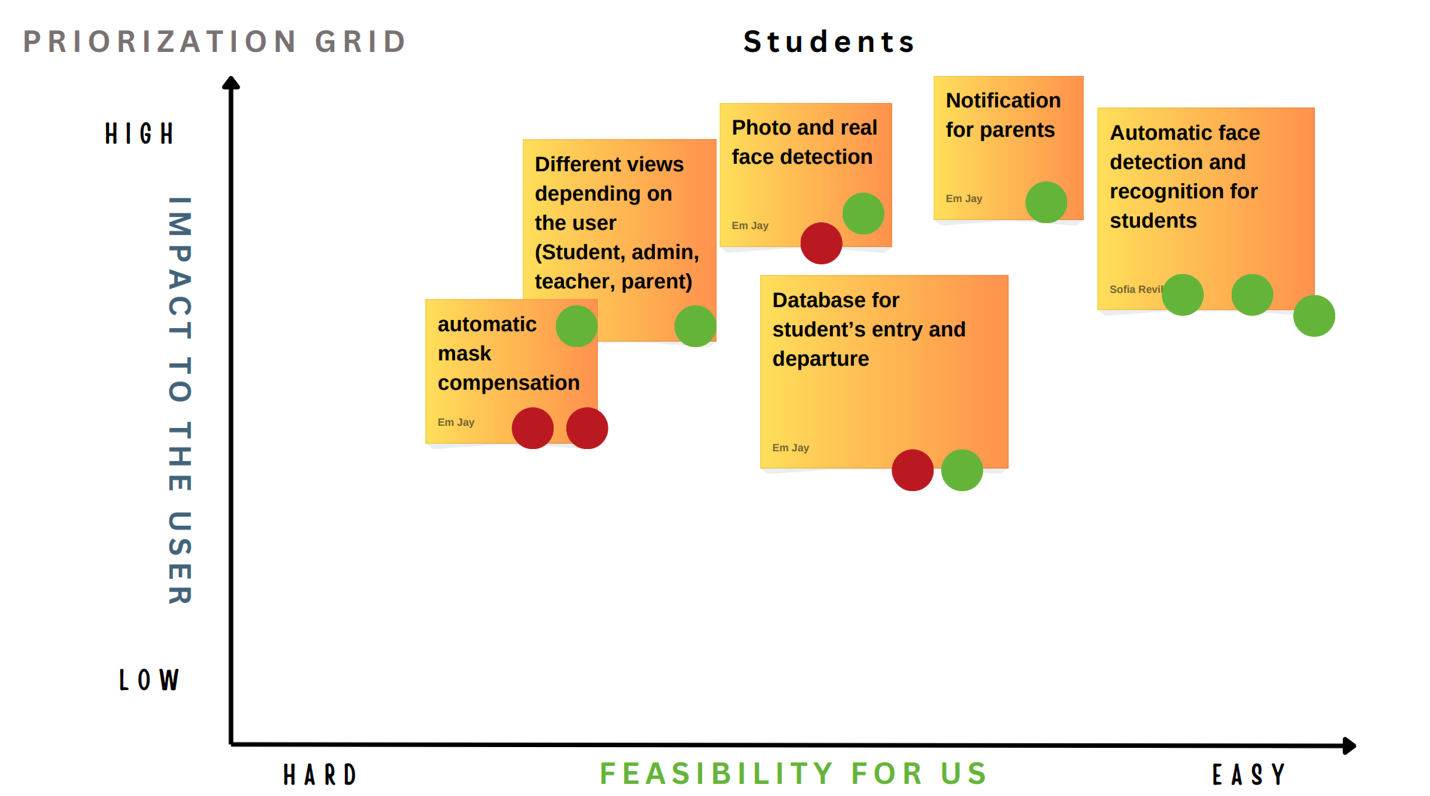 PRIORIZATION GRID
Students
HIGH
IMPACT TO THE USER
LOW
Different views
depending on
the user
(Student, admin,
teacher, parent)
automatic
mask
compensation
Em Jay
Photo and real
face detection
Em Jay
Notification
for parents
Em Jay
Automatic face
detection and
recognition for
students
Sofia
Database for
student’s entry and
departure
Em Jay
HARD
FEASIBILITY FOR US
EASY